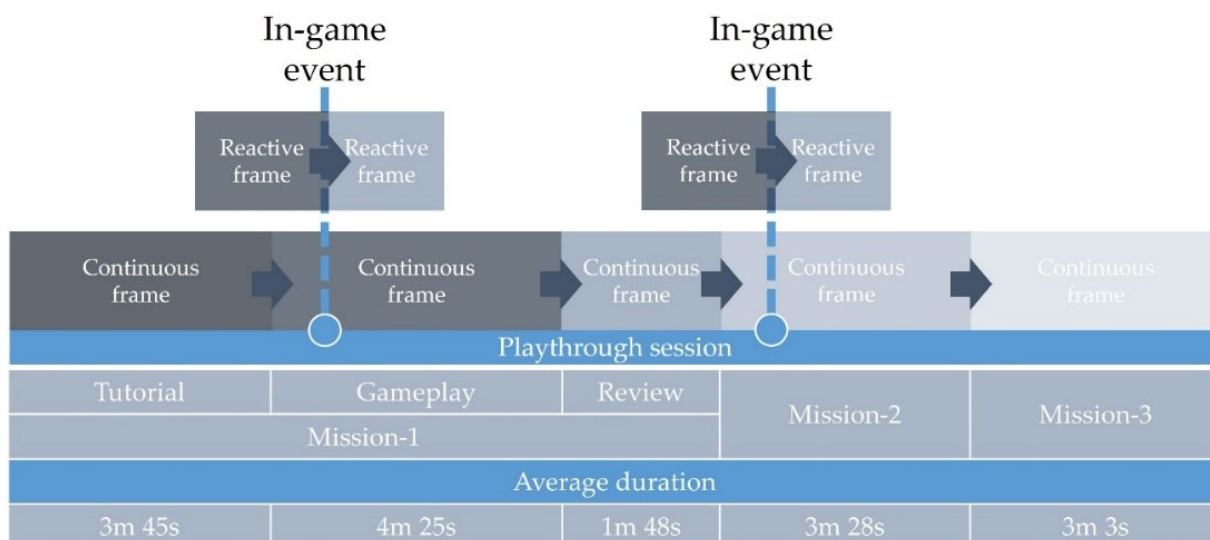 In-game
event
In-game
event
Reactive
frame
Reactive
frame
Reactive
frame
Reactive
frame
Continuous
frame
Continuous
frame
Continuous
frame
Continuous
frame
Continuous
frame
Playthrough session
Tutorial
Gameplay
Review
Mission-1
Mission-2
Mission-3
Average duration
3m 45s
4m 25s
1m 48s
3m 28s
3m 3s